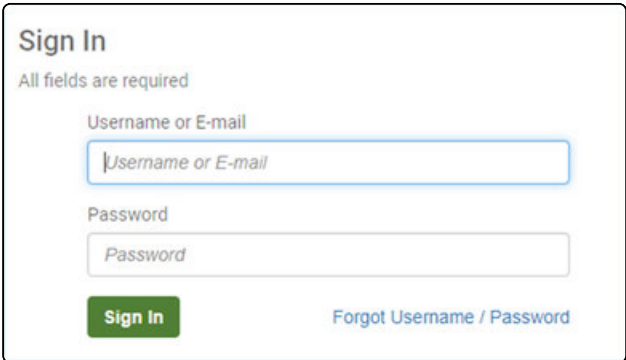 Sign In
All fields are required
Username or E-mail
Username or E-mail
Password
Password
Sign In
Forgot Username / Password